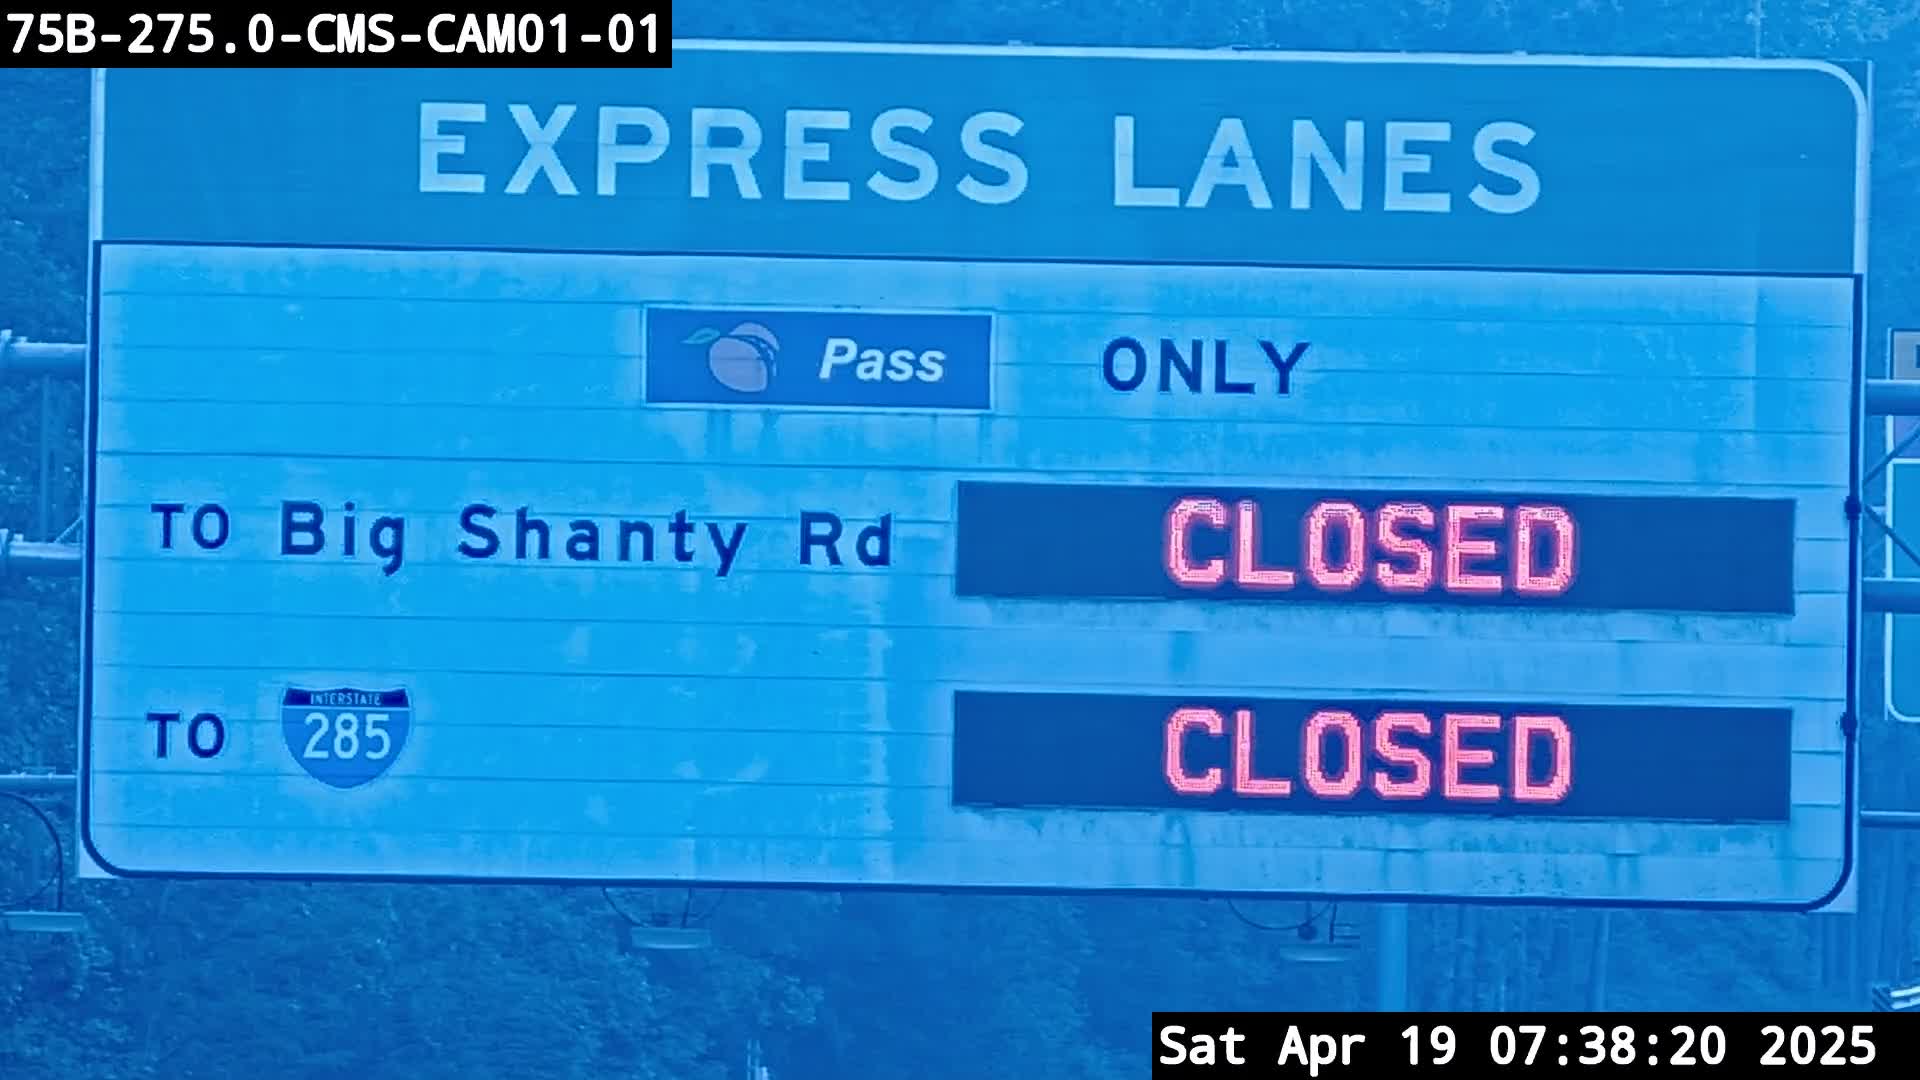 75B-275.0-CMS-CAM01-01
EXPRESS LANES
Pass ONLY
TO Big Shanty Rd CLOSED
TO INTERSTATE 285 CLOSED
Sat Apr 19 07:38:20 2025